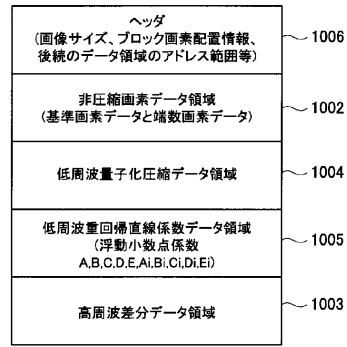 ヘッダ
(画像サイズ、ブロック画素配置情報、
後続のデータ領域のアドレス範囲等)
1006
非圧縮画素データ領域
(基準画素データと端数画素データ)
1002
低周波量子化圧縮データ領域
1004
低周波重回帰直線係数データ領域
(浮動小数点係数
A,B,C,D,E,Ai,Bi,Ci,Di,Ei)
1005
高周波差分データ領域
1003